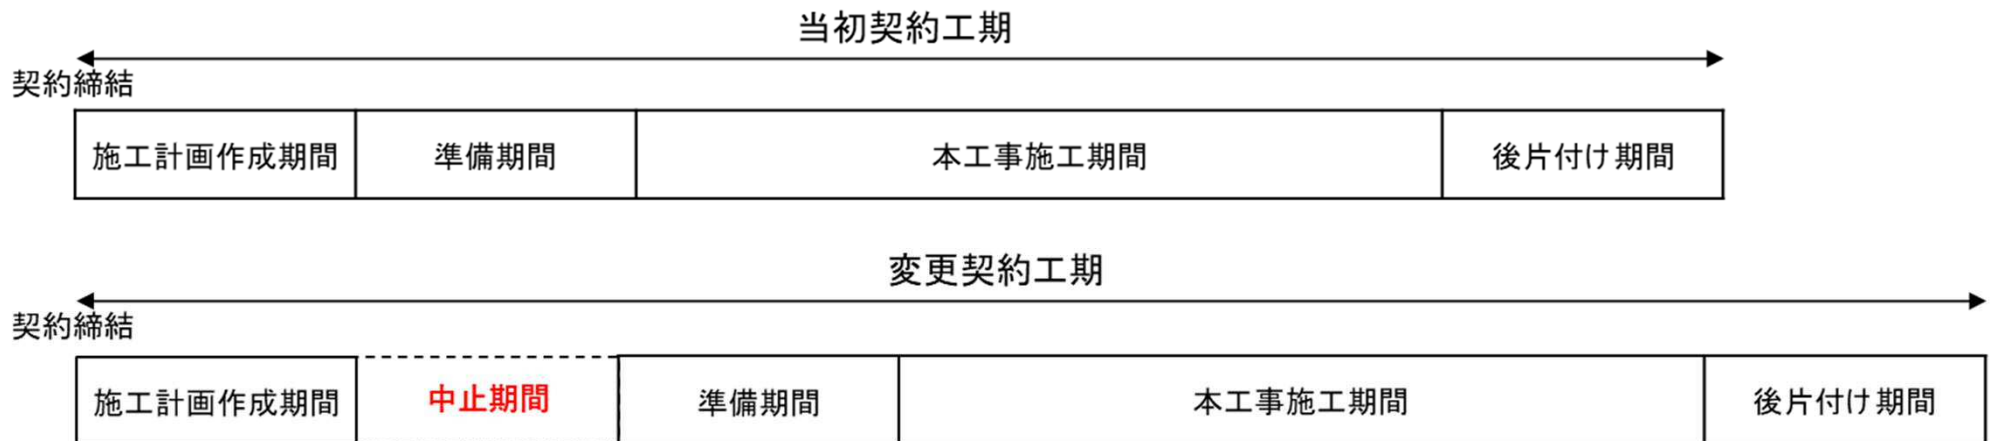 当初契約工期
契約締結
施工計画作成期間 準備期間 本工事施工期間 後片付け期間
変更契約工期
契約締結
施工計画作成期間 中止期間 準備期間 本工事施工期間 後片付け期間